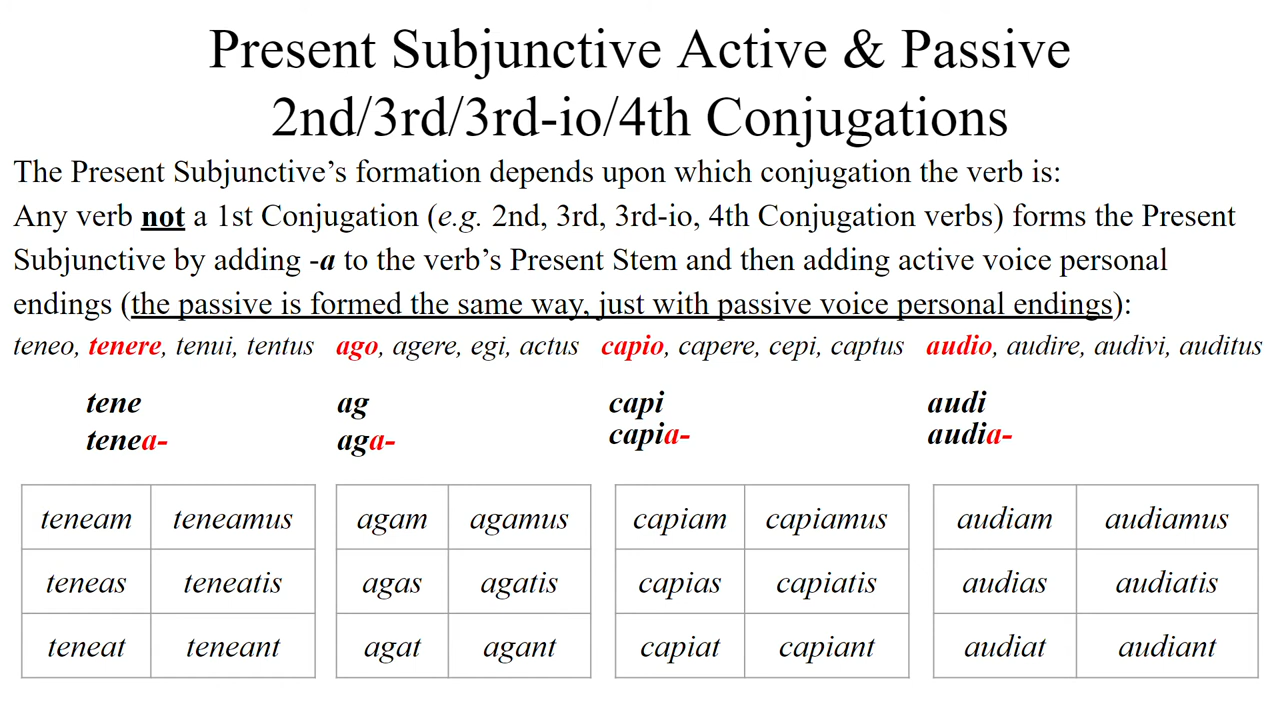 Present Subjunctive Active & Passive
2nd/3rd/3rd-io/4th Conjugations
The Present Subjunctive’s formation depends upon which conjugation the verb is:
Any verb not a 1st Conjugation (e.g. 2nd, 3rd, 3rd-io, 4th Conjugation verbs) forms the Present
Subjunctive by adding -a to the verb’s Present Stem and then adding active voice personal
endings (the passive is formed the same way, just with passive voice personal endings):
teneo, tenere, tenui, tentus ago, agere, egi, actus capio, capere, cepi, captus audio, audire, audivi, auditus
tene ag capi audi
tenea- aga- capia- audia-
teneam teneamus agam agamus capiam capiamus audiam audiamus
teneas teneatis agas agatis capias capiatis audias audiatis
teneat teneant agat agant capiat capiant audiat audiant